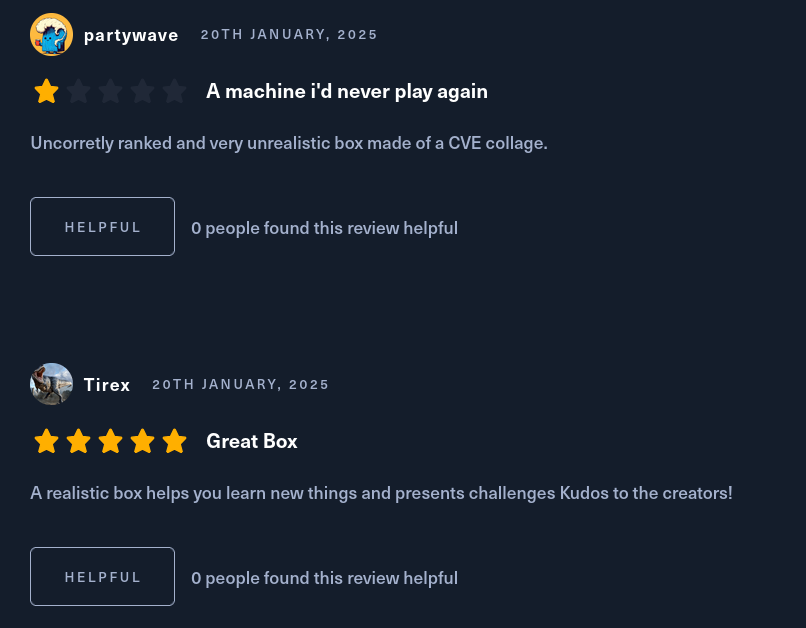 partywave 20TH JANUARY, 2025
A machine i'd never play again
Uncorretly ranked and very unrealistic box made of a CVE collage.
HELPFUL 0 people found this review helpful
Tirex 20TH JANUARY, 2025
Great Box
A realistic box helps you learn new things and presents challenges Kudos to the creators!
HELPFUL 0 people found this review helpful